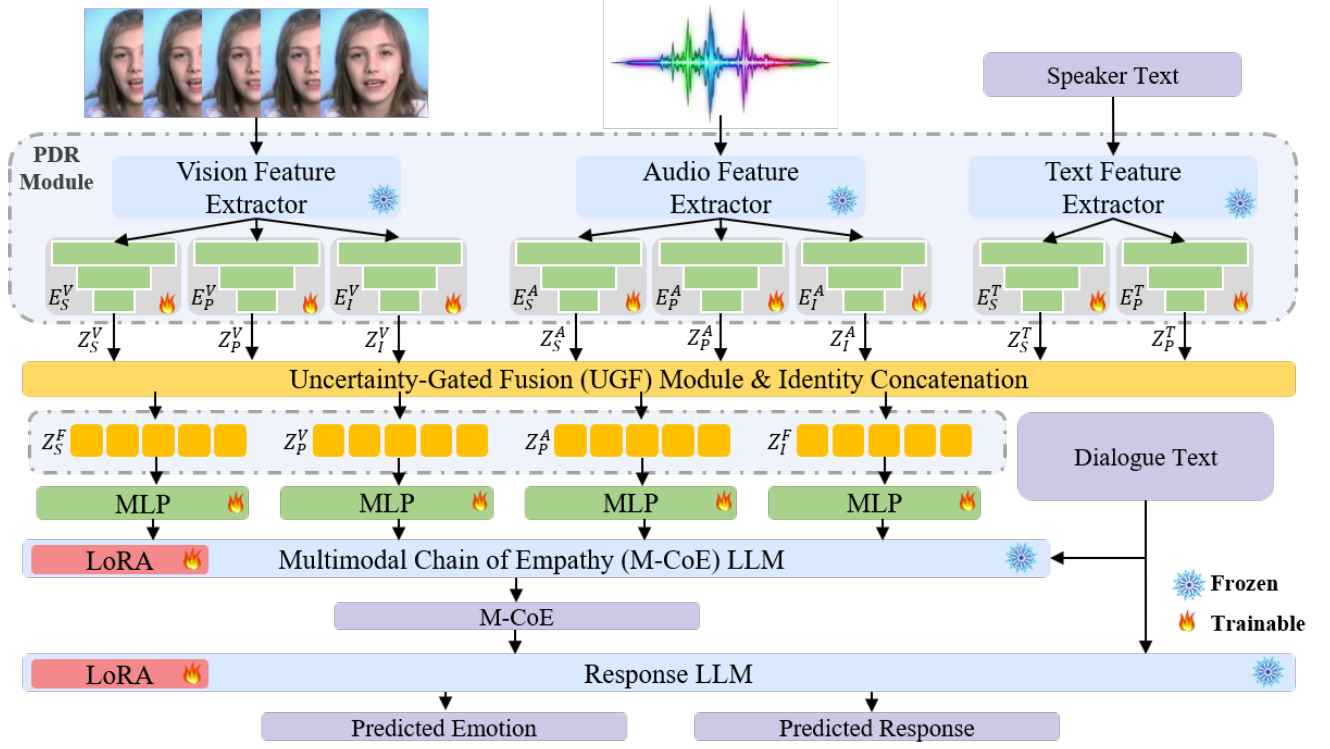 Speaker Text
PDR
Module
Vision Feature
Extractor
Audio Feature
Extractor
Text Feature
Extractor
E_S^V
E_P^V
E_I^V
E_S^A
E_P^A
E_I^A
E_S^T
E_P^T
Z_S^V
Z_P^V
Z_I^V
Z_S^A
Z_P^A
Z_I^A
Z_S^T
Z_P^T
Uncertainty-Gated Fusion (UGF) Module & Identity Concatenation
Z_S^F
Z_P^V
Z_P^A
Z_I^F
Dialogue Text
MLP
MLP
MLP
MLP
LoRA
Multimodal Chain of Empathy (M-CoE) LLM
Frozen
M-CoE
Trainable
LoRA
Response LLM
Predicted Emotion
Predicted Response